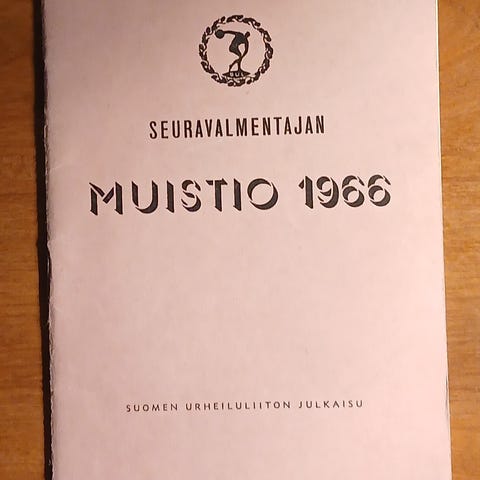 SUL
SEURAVALMENTAJAN
MUISTIO 1966
SUOMEN URHEILULIITON JULKAISU